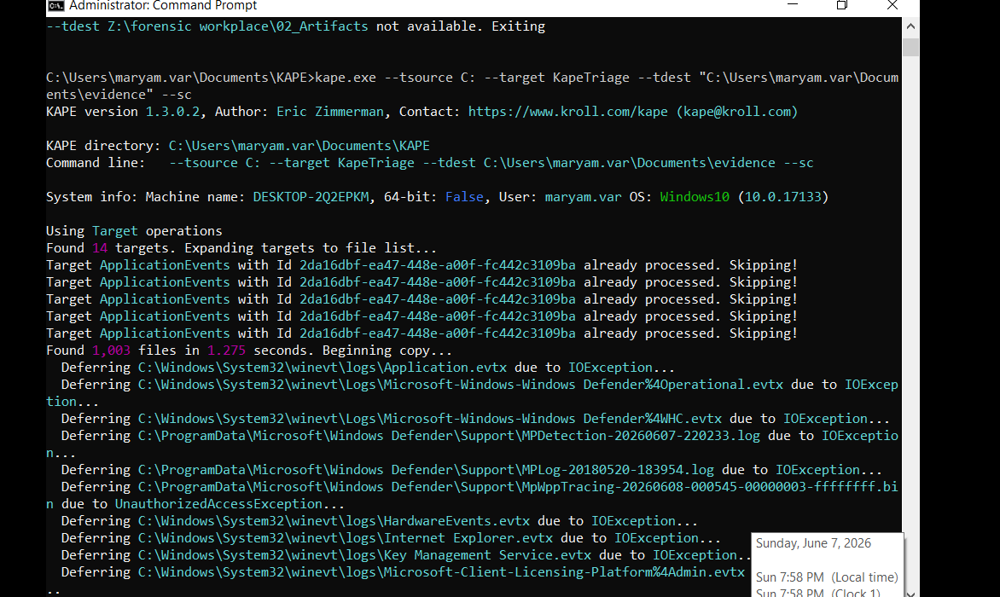 Administrator: Command Prompt
--tdest Z:\forensic workplace\02_Artifacts not available. Exiting
C:\Users\maryam.var\Documents\KAPE>kape.exe --tsource C: --target KapeTriage --tdest "C:\Users\maryam.var\Docum
ents\evidence" --sc
KAPE version 1.3.0.2, Author: Eric Zimmerman, Contact: https://www.kroll.com/kape (kape@kroll.com)
KAPE directory: C:\Users\maryam.var\Documents\KAPE
Command line:   --tsource C: --target KapeTriage --tdest C:\Users\maryam.var\Documents\evidence --sc
System info: Machine name: DESKTOP-2Q2EPKM, 64-bit: False, User: maryam.var OS: Windows10 (10.0.17133)
Using Target operations
Found 14 targets. Expanding targets to file list...
Target ApplicationEvents with Id 2da16dbf-ea47-448e-a00f-fc442c3109ba already processed. Skipping!
Target ApplicationEvents with Id 2da16dbf-ea47-448e-a00f-fc442c3109ba already processed. Skipping!
Target ApplicationEvents with Id 2da16dbf-ea47-448e-a00f-fc442c3109ba already processed. Skipping!
Target ApplicationEvents with Id 2da16dbf-ea47-448e-a00f-fc442c3109ba already processed. Skipping!
Target ApplicationEvents with Id 2da16dbf-ea47-448e-a00f-fc442c3109ba already processed. Skipping!
Found 1,003 files in 1.275 seconds. Beginning copy...
  Deferring C:\Windows\System32\winevt\logs\Application.evtx due to IOException...
  Deferring C:\Windows\System32\winevt\Logs\Microsoft-Windows-Windows Defender%4Operational.evtx due to IOExcep
tion...
  Deferring C:\Windows\System32\winevt\Logs\Microsoft-Windows-Windows Defender%4WHC.evtx due to IOException...
  Deferring C:\ProgramData\Microsoft\Windows Defender\Support\MPDetection-20260607-220233.log due to IOExceptio
n...
  Deferring C:\ProgramData\Microsoft\Windows Defender\Support\MPLog-20180520-183954.log due to IOException...
  Deferring C:\ProgramData\Microsoft\Windows Defender\Support\MpWppTracing-20260608-000545-00000003-ffffffff.bi
n due to UnauthorizedAccessException...
  Deferring C:\Windows\System32\winevt\logs\HardwareEvents.evtx due to IOException...
  Deferring C:\Windows\System32\winevt\logs\Internet Explorer.evtx due to IOException...
  Deferring C:\Windows\System32\winevt\logs\Key Management Service.evtx due to IOException..
  Deferring C:\Windows\System32\winevt\logs\Microsoft-Client-Licensing-Platform%4Admin.evtx
..
Sunday, June 7, 2026
Sun 7:58 PM (Local time)
Sun 7:58 PM (Clock 1)